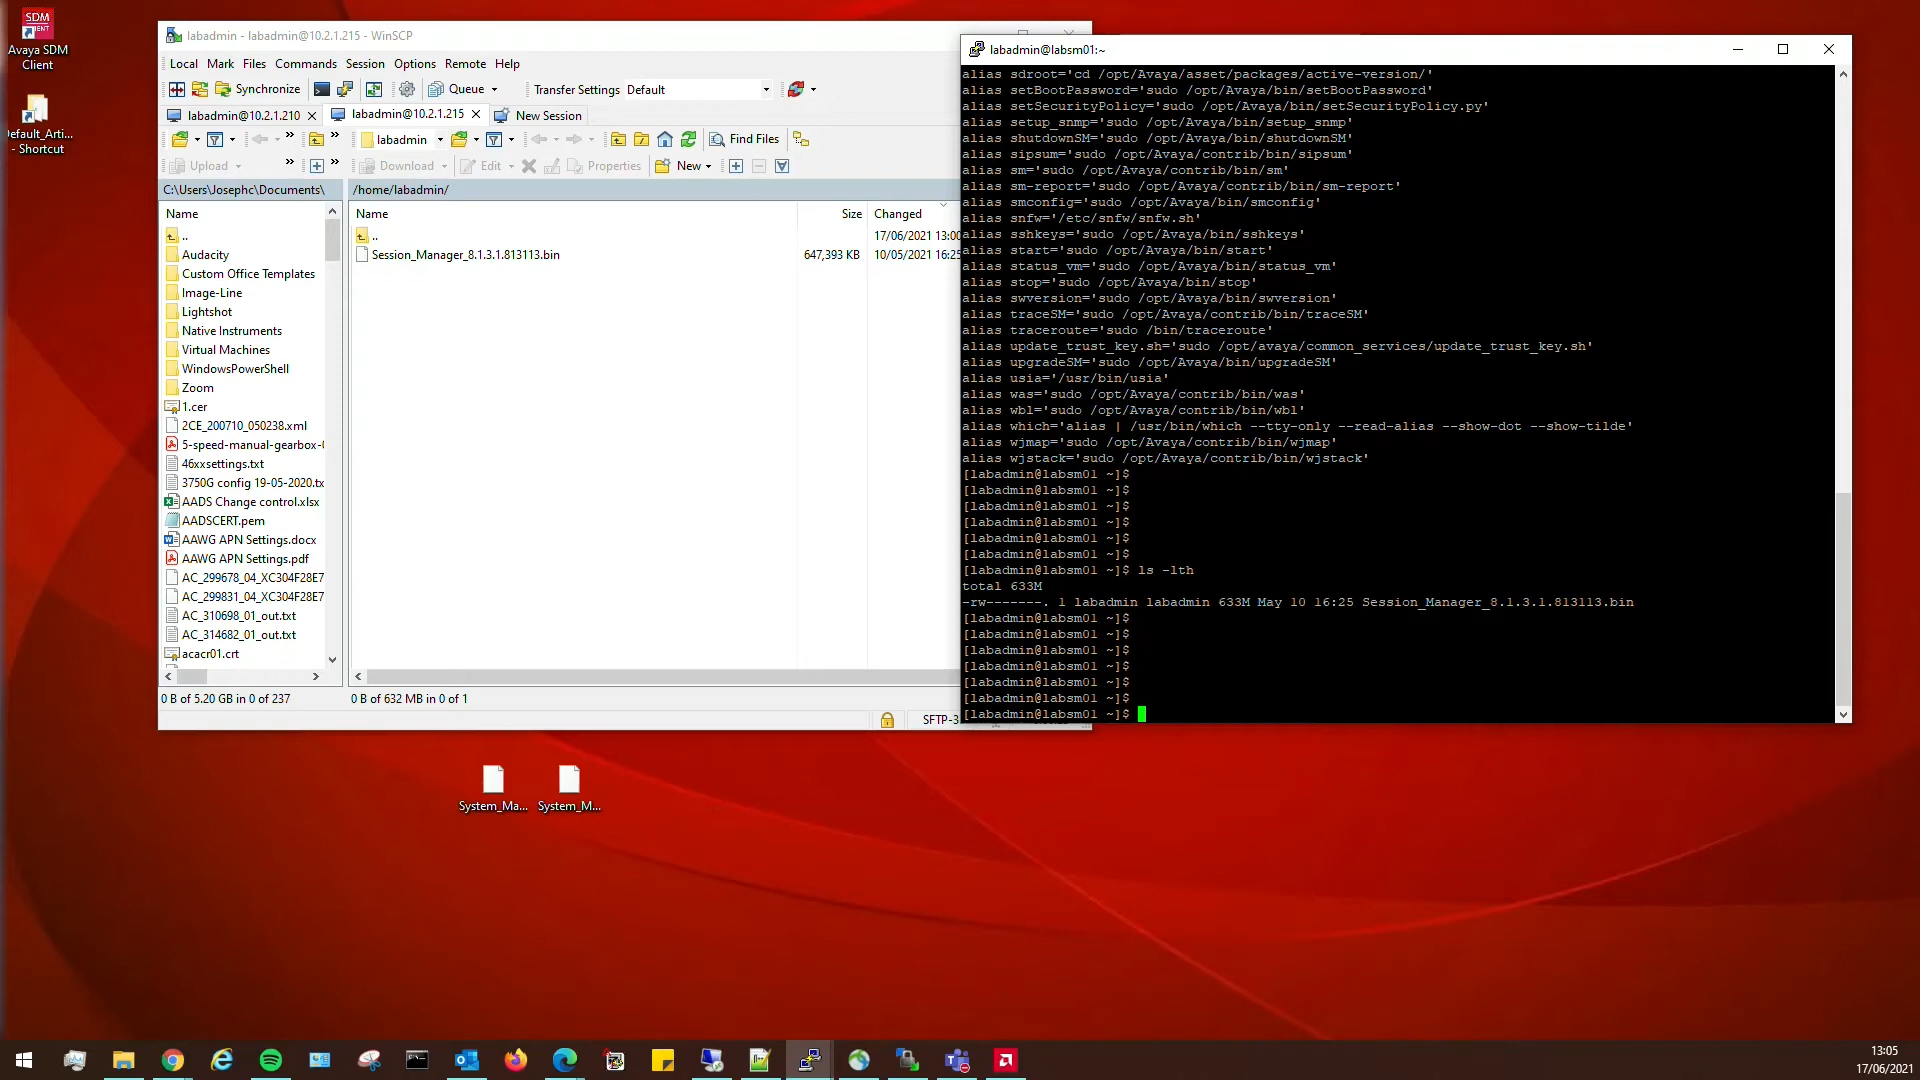 SDM
CLIENT
Avaya SDM
Client
Default_Arti...
- Shortcut
labadmin - labadmin@10.2.1.215 - WinSCP
Local Mark Files Commands Session Options Remote Help
Synchronize
Queue
Transfer Settings Default
labadmin@10.2.1.210
labadmin@10.2.1.215
New Session
labadmin
Find Files
Upload
Download
Edit
Properties
New
C:\Users\Josephc\Documents\
/home/labadmin/
Name
..
Audacity
Custom Office Templates
Image-Line
Lightshot
Native Instruments
Virtual Machines
WindowsPowerShell
Zoom
1.cer
2CE_200710_050238.xml
5-speed-manual-gearbox-
46xxsettings.txt
3750G config 19-05-2020.tx
AADS Change control.xlsx
AADSCERT.pem
AAWG APN Settings.docx
AAWG APN Settings.pdf
AC_299678_04_XC304F28E7
AC_299831_04_XC304F28E7
AC_310698_01_out.txt
AC_314682_01_out.txt
acacr01.crt
Name Size Changed
.. 17/06/2021 13:00
Session_Manager_8.1.3.1.813113.bin 647,393 KB 10/05/2021 16:25
0 B of 5.20 GB in 0 of 237
0 B of 632 MB in 0 of 1
SFTP-3
labadmin@labsm01:~
alias sdroot='cd /opt/Avaya/asset/packages/active-version/'
alias setBootPassword='sudo /opt/Avaya/bin/setBootPassword'
alias setSecurityPolicy='sudo /opt/Avaya/bin/setSecurityPolicy.py'
alias setup_snmp='sudo /opt/Avaya/bin/setup_snmp'
alias shutdownSM='sudo /opt/Avaya/bin/shutdownSM'
alias sipsum='sudo /opt/Avaya/contrib/bin/sipsum'
alias sm='sudo /opt/Avaya/contrib/bin/sm'
alias sm-report='sudo /opt/Avaya/contrib/bin/sm-report'
alias smconfig='sudo /opt/Avaya/bin/smconfig'
alias snfw='/etc/snfw/snfw.sh'
alias sshkeys='sudo /opt/Avaya/bin/sshkeys'
alias start='sudo /opt/Avaya/bin/start'
alias status_vm='sudo /opt/Avaya/bin/status_vm'
alias stop='sudo /opt/Avaya/bin/stop'
alias swversion='sudo /opt/Avaya/bin/swversion'
alias traceSM='sudo /opt/Avaya/contrib/bin/traceSM'
alias traceroute='sudo /bin/traceroute'
alias update_trust_key.sh='sudo /opt/avaya/common_services/update_trust_key.sh'
alias upgradeSM='sudo /opt/Avaya/bin/upgradeSM'
alias usia='/usr/bin/usia'
alias was='sudo /opt/Avaya/contrib/bin/was'
alias wbl='sudo /opt/Avaya/contrib/bin/wbl'
alias which='alias | /usr/bin/which --tty-only --read-alias --show-dot --show-tilde'
alias wjmap='sudo /opt/Avaya/contrib/bin/wjmap'
alias wjstack='sudo /opt/Avaya/contrib/bin/wjstack'
[labadmin@labsm01 ~]$
[labadmin@labsm01 ~]$
[labadmin@labsm01 ~]$
[labadmin@labsm01 ~]$
[labadmin@labsm01 ~]$
[labadmin@labsm01 ~]$
[labadmin@labsm01 ~]$ ls -lth
total 633M
-rw-------. 1 labadmin labadmin 633M May 10 16:25 Session_Manager_8.1.3.1.813113.bin
[labadmin@labsm01 ~]$
[labadmin@labsm01 ~]$
[labadmin@labsm01 ~]$
[labadmin@labsm01 ~]$
[labadmin@labsm01 ~]$
[labadmin@labsm01 ~]$
[labadmin@labsm01 ~]$
System_Ma...
System_M...
13:05
17/06/2021